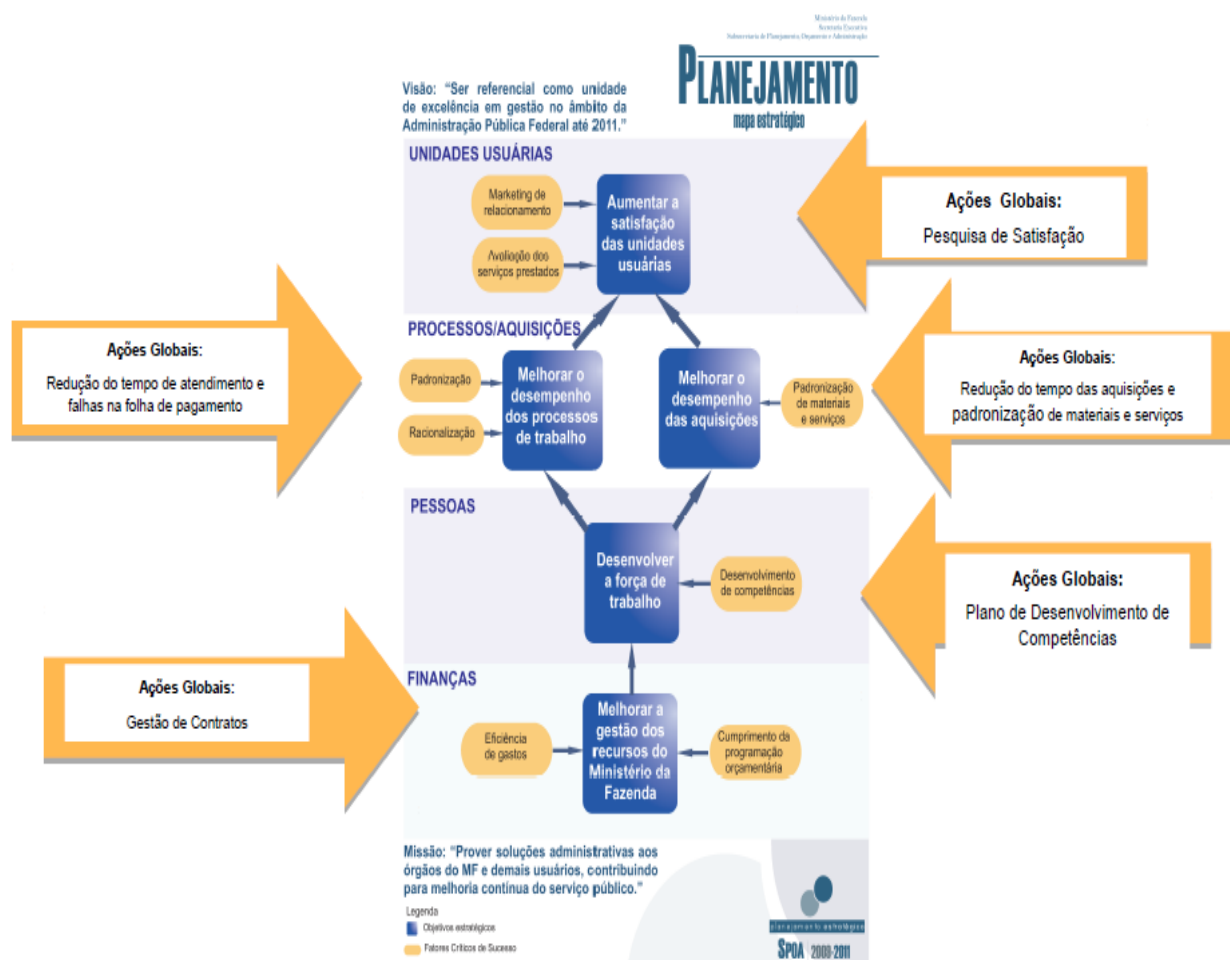 Ministério da Fazenda
Secretaria Executiva
Subsecretaria de Planejamento, Orçamento e Administração
PLANEJAMENTO
mapa estratégico
Visão: “Ser referencial como unidade
de excelência em gestão no âmbito da
Administração Pública Federal até 2011.”
UNIDADES USUÁRIAS
Marketing de
relacionamento
Avaliação dos
serviços prestados
Aumentar a
satisfação
das unidades
usuárias
Ações Globais:
Pesquisa de Satisfação
PROCESSOS/AQUISIÇÕES
Ações Globais:
Redução do tempo de atendimento e
falhas na folha de pagamento
Padronização
Racionalização
Melhorar o
desempenho
dos processos
de trabalho
Melhorar o
desempenho
das aquisições
Padronização
de materiais
e serviços
Ações Globais:
Redução do tempo das aquisições e
padronização de materiais e serviços
PESSOAS
Desenvolver
a força de
trabalho
Desenvolvimento
de competências
Ações Globais:
Plano de Desenvolvimento de
Competências
FINANÇAS
Ações Globais:
Gestão de Contratos
Eficiência
de gastos
Melhorar a
gestão dos
recursos do
Ministério da
Fazenda
Cumprimento da
programação
orçamentária
Missão: “Prover soluções administrativas aos
órgãos do MF e demais usuários, contribuindo
para melhoria contínua do serviço público.”
Legenda
Objetivos estratégicos
Fatores Críticos de Sucesso
planejamento estratégico
SPOA 2009-2011